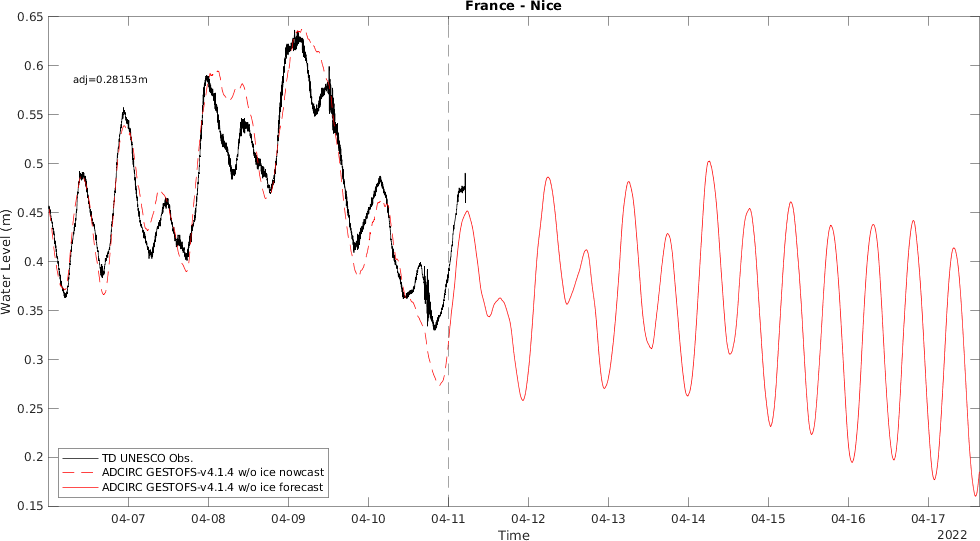 France - Nice
0.65
0.6
0.55
0.5
0.45
0.4
0.35
0.3
0.25
0.2
0.15
Water Level (m)
adj=0.28153m
TD UNESCO Obs.
ADCIRC GESTOFS-v4.1.4 w/o ice nowcast
ADCIRC GESTOFS-v4.1.4 w/o ice forecast
04-07 04-08 04-09 04-10 04-11 04-12 04-13 04-14 04-15 04-16 04-17
Time
2022